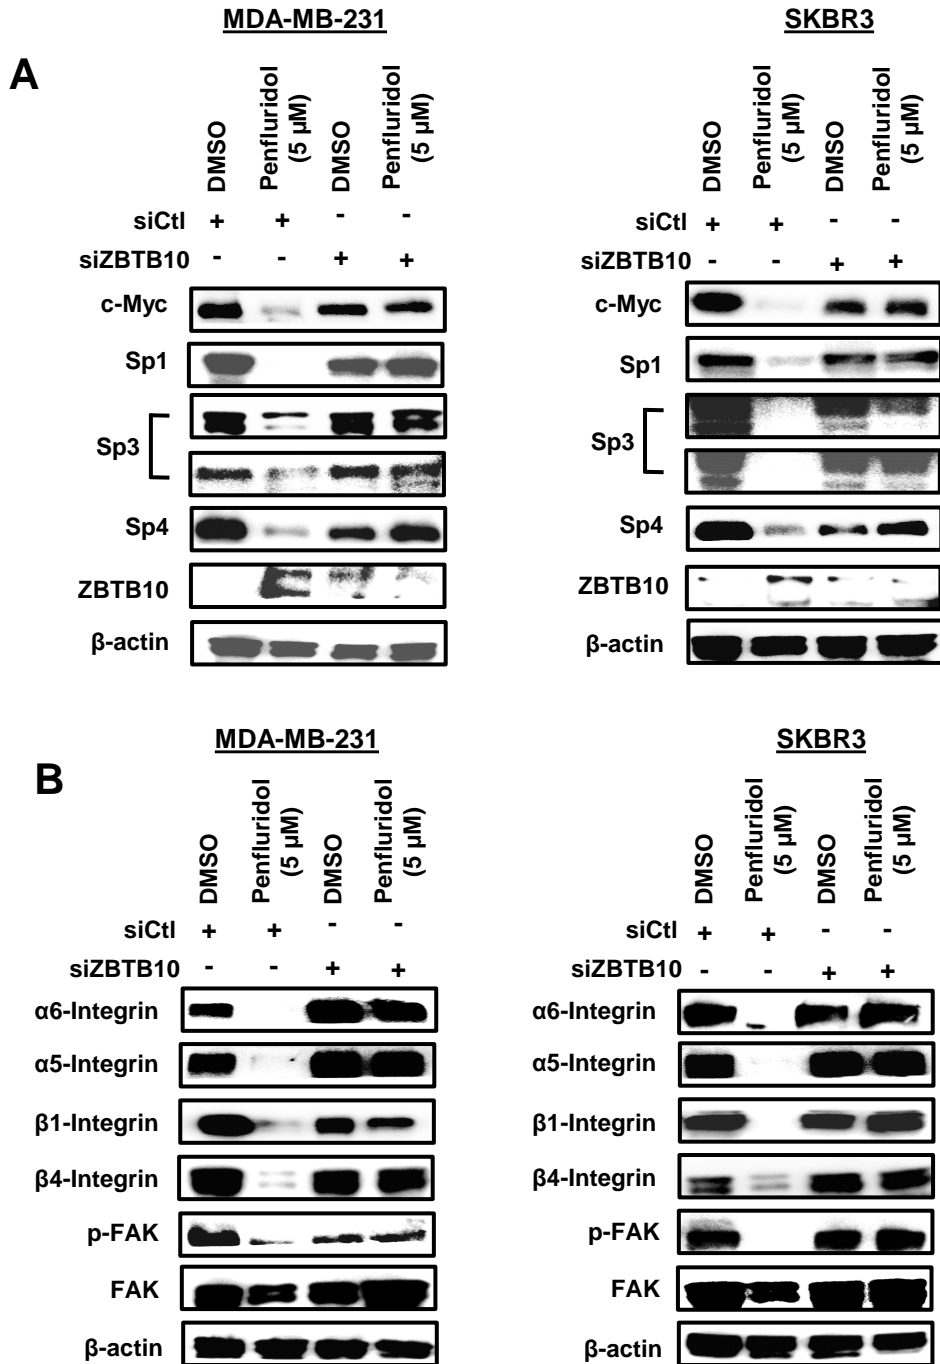 MDA-MB-231 SKBR3
A
DMSO Penfluridol (5 µM) DMSO Penfluridol (5 µM) DMSO Penfluridol (5 µM) DMSO Penfluridol (5 µM)
siCtl + + - - + + - -
siZBTB10 - - + + siZBTB10 - - + +
c-Myc c-Myc
Sp1 Sp1
Sp3 Sp3
Sp4 Sp4
ZBTB10 ZBTB10
β-actin β-actin
MDA-MB-231 SKBR3
B
DMSO Penfluridol (5 µM) DMSO Penfluridol (5 µM) DMSO Penfluridol (5 µM) DMSO Penfluridol (5 µM)
siCtl + + - - siCtl + + - -
siZBTB10 - - + + siZBTB10 - - + +
α6-Integrin α6-Integrin
α5-Integrin α5-Integrin
β1-Integrin β1-Integrin
β4-Integrin β4-Integrin
p-FAK p-FAK
FAK FAK
β-actin β-actin